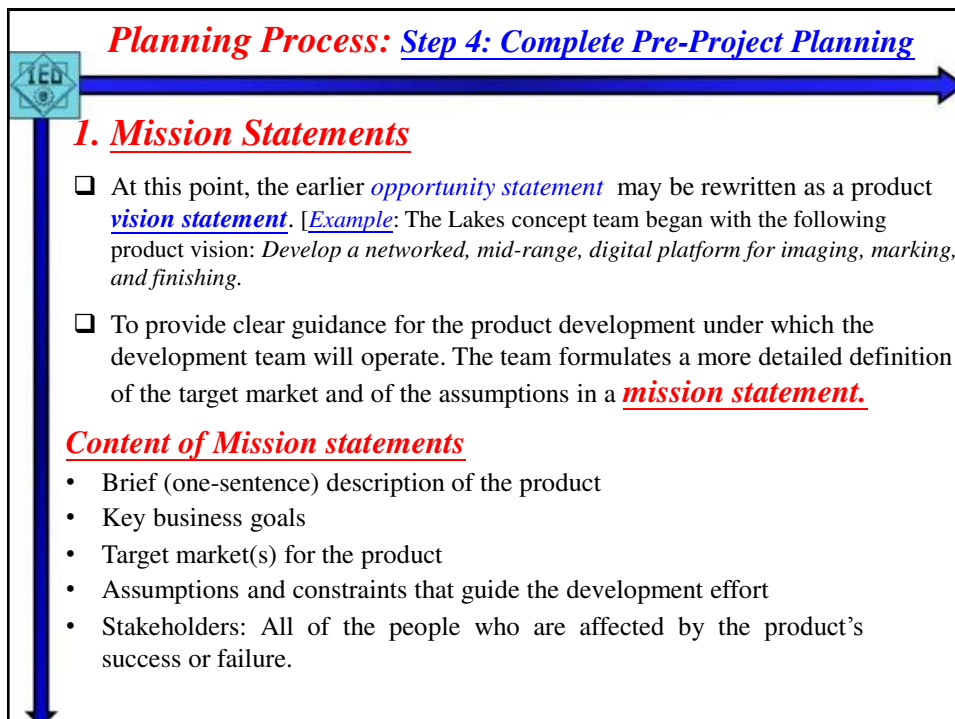 Planning Process: Step 4: Complete Pre-Project Planning
IED
1. Mission Statements
❑ At this point, the earlier opportunity statement may be rewritten as a product
vision statement. [Example: The Lakes concept team began with the following
product vision: Develop a networked, mid-range, digital platform for imaging, marking,
and finishing.
❑ To provide clear guidance for the product development under which the
development team will operate. The team formulates a more detailed definition
of the target market and of the assumptions in a mission statement.
Content of Mission statements
• Brief (one-sentence) description of the product
• Key business goals
• Target market(s) for the product
• Assumptions and constraints that guide the development effort
• Stakeholders: All of the people who are affected by the product’s
success or failure.